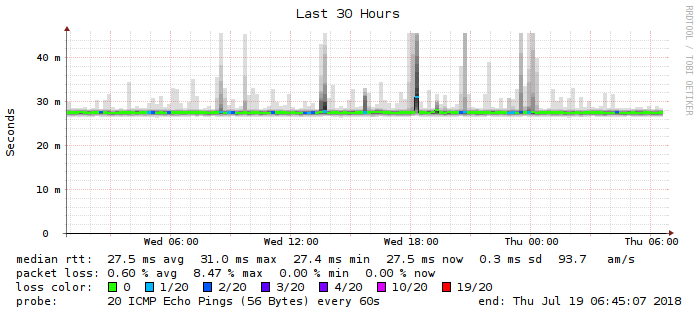 Last 30 Hours
RRDTOOL / TOBI OETIKER
Seconds
40 m
30 m
20 m
10 m
0
Wed 06:00 Wed 12:00 Wed 18:00 Thu 00:00 Thu 06:00
median rtt: 27.5 ms avg 31.0 ms max 27.4 ms min 27.5 ms now 0.3 ms sd 93.7 am/s
packet loss: 0.60 % avg 8.47 % max 0.00 % min 0.00 % now
loss color: 0 1/20 2/20 3/20 4/20 10/20 19/20
probe: 20 ICMP Echo Pings (56 Bytes) every 60s end: Thu Jul 19 06:45:07 2018